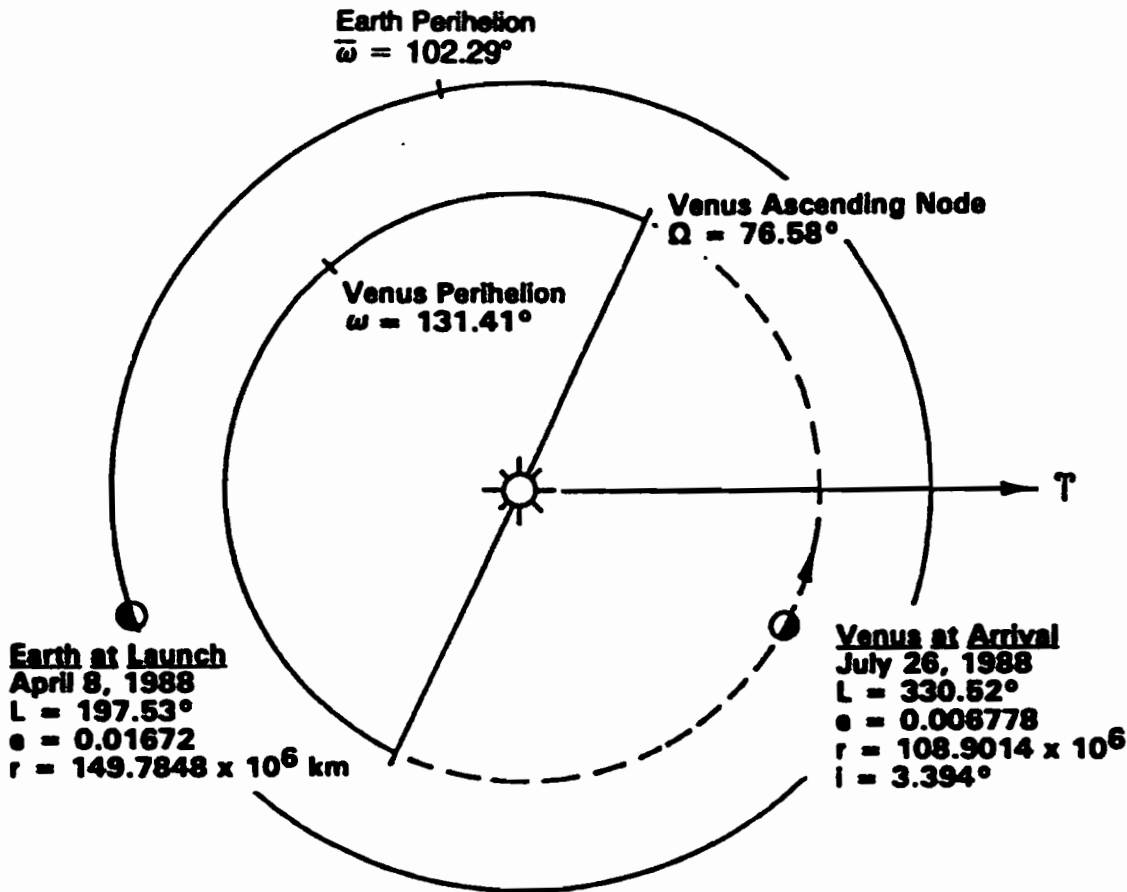 Earth Perihelion
ω̅ = 102.29°
Venus Ascending Node
Ω = 76.58°
Venus Perihelion
ω = 131.41°
♈
Earth at Launch
April 8, 1988
L = 197.53°
e = 0.01672
r = 149.7848 x 10⁶ km
Venus at Arrival
July 26, 1988
L = 330.52°
e = 0.006778
r = 108.9014 x 10⁶
i = 3.394°